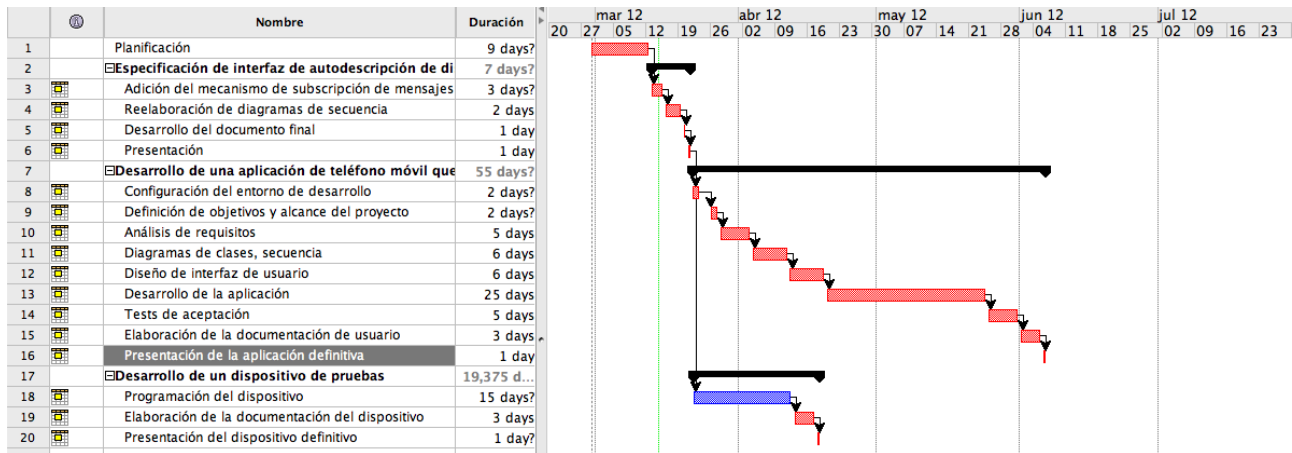 Nombre Duración mar 12 abr 12 may 12 jun 12 jul 12
20 27 05 12 19 26 02 09 16 23 30 07 14 21 28 04 11 18 25 02 09 16 23
1 Planificación 9 days?
2 Especificación de interfaz de autodescripción de di 7 days?
3 Adición del mecanismo de subscripción de mensajes 3 days?
4 Reelaboración de diagramas de secuencia 2 days
5 Desarrollo del documento final 1 day
6 Presentación 1 day
7 Desarrollo de una aplicación de teléfono móvil que 55 days?
8 Configuración del entorno de desarrollo 2 days?
9 Definición de objetivos y alcance del proyecto 2 days?
10 Análisis de requisitos 5 days
11 Diagramas de clases, secuencia 6 days
12 Diseño de interfaz de usuario 6 days
13 Desarrollo de la aplicación 25 days
14 Tests de aceptación 5 days
15 Elaboración de la documentación de usuario 3 days
16 Presentación de la aplicación definitiva 1 day
17 Desarrollo de un dispositivo de pruebas 19,375 d...
18 Programación del dispositivo 15 days?
19 Elaboración de la documentación del dispositivo 3 days
20 Presentación del dispositivo definitivo 1 day?